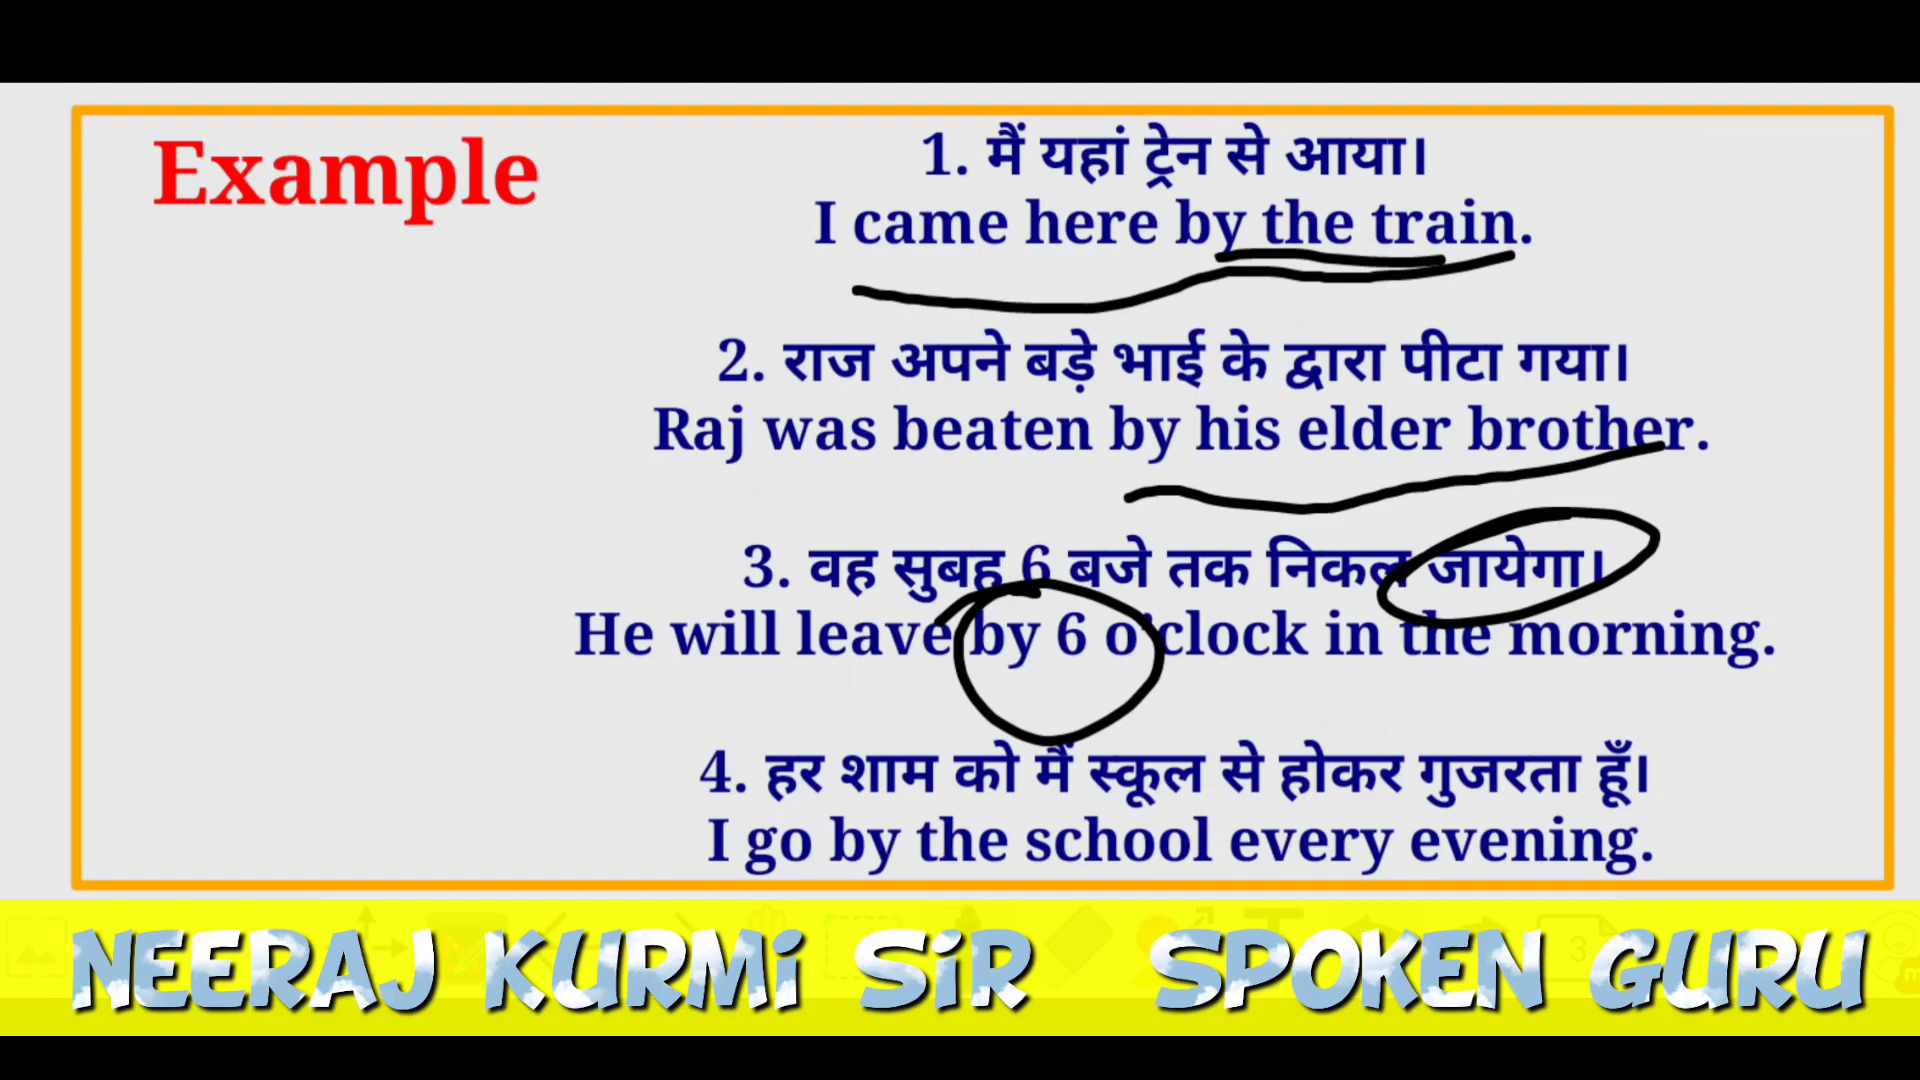 Example
1. मैं यहां ट्रेन से आया।
I came here by the train.
2. राज अपने बड़े भाई के द्वारा पीटा गया।
Raj was beaten by his elder brother.
3. वह सुबह 6 बजे तक निकल जायेगा।
He will leave by 6 o'clock in the morning.
4. हर शाम को मैं स्कूल से होकर गुजरता हूँ।
I go by the school every evening.
3
NEERAJ KURMi SiR SPOKEN GURU